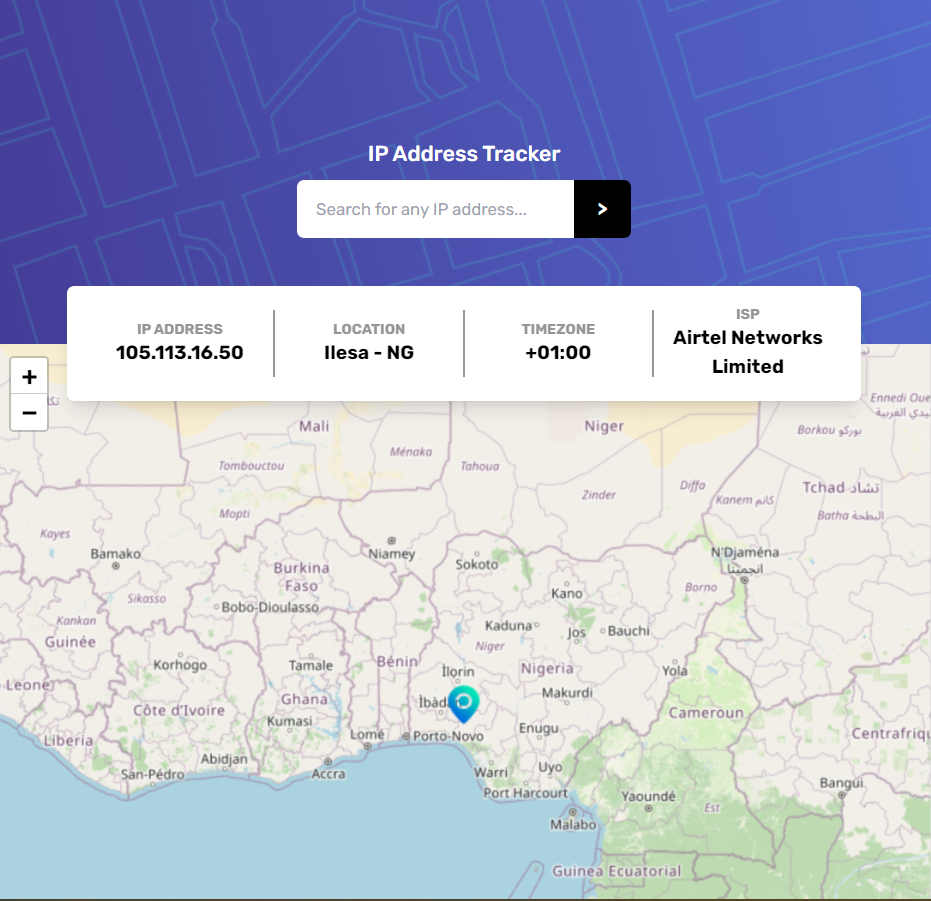 IP Address Tracker
Search for any IP address...
>
IP ADDRESS
105.113.16.50
LOCATION
Ilesa - NG
TIMEZONE
+01:00
ISP
Airtel Networks
Limited
+
−
Ennedi Oue
Mali
Niger
Borkou بوركو
Ménaka
Tombouctou
Tahoua
Diffa
Tchad تشاد
Zinder
Kanem كانم
Mopti
Batha البطحة
Kayes
Bamako
Niamey
N'Djaména
انجمينا
Sokoto
Burkina
Faso
Borno
Kano
Sikasso
Bobo-Dioulasso
Kankan
Kaduna
Jos
Bauchi
Guinée
Niger
Korhogo
Tamale
Bénin
Ilorin
Nigeria
Yola
Leone
Makurdi
Ghana
Ìbàd
Côte d'Ivoire
Cameroun
Kumasi
Enugu
Liberia
Lomé
Porto-Novo
Centrafriqu
Abidjan
San-Pédro
Accra
Warri
Uyo
Bangui
Port Harcourt
Yaoundé
Est
Malabo
Guinea Ecuatorial